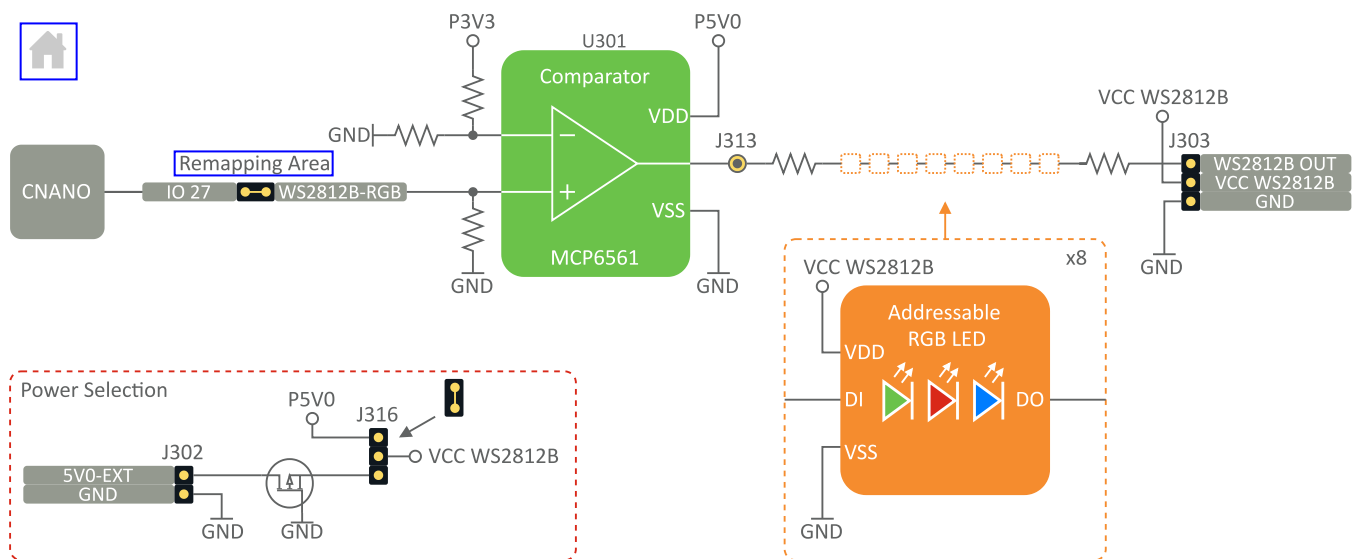 P3V3
U301
P5V0
Comparator
VDD
GND
J313
VCC WS2812B
J303
Remapping Area
CNANO
IO 27
WS2812B-RGB
−
+
WS2812B OUT
VCC WS2812B
GND
VSS
MCP6561
GND
GND
GND
x8
VCC WS2812B
Addressable
RGB LED
VDD
DI
DO
VSS
GND
Power Selection
P5V0
J316
VCC WS2812B
J302
5V0-EXT
GND
GND
GND